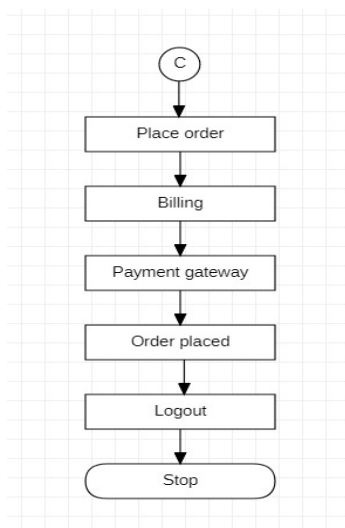 C
Place order
Billing
Payment gateway
Order placed
Logout
Stop